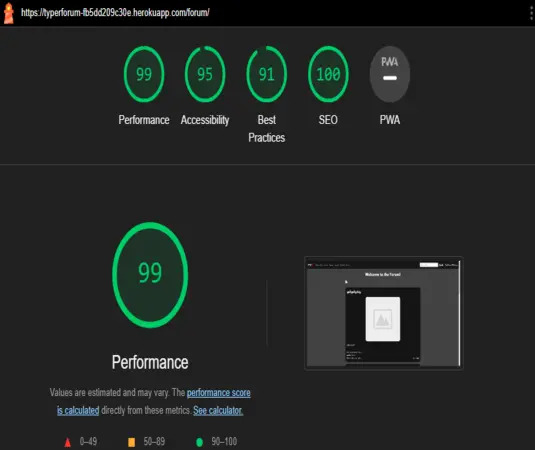 https://typerforum-fb5dd209c30e.herokuapp.com/forum/
99
95
91
100
PWA
Performance
Accessibility
Best
Practices
SEO
PWA
99
Performance
Values are estimated and may vary. The performance score
is calculated directly from these metrics. See calculator.
0–49
50–89
90–100
Welcome to the Forum!